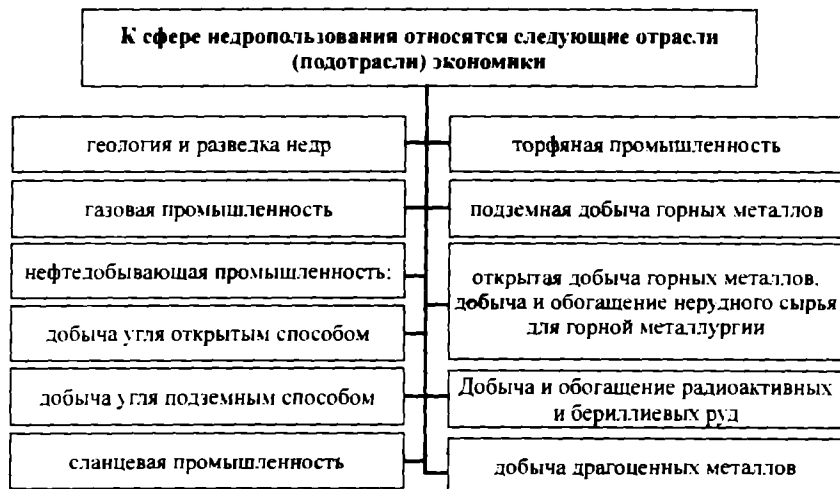 К сфере недропользования относятся следующие отрасли
(подотрасли) экономики
геология и разведка недр
газовая промышленность
нефтедобывающая промышленность:
добыча угля открытым способом
добыча угля подземным способом
сланцевая промышленность
торфяная промышленность
подземная добыча горных металлов
открытая добыча горных металлов.
добыча и обогащение нерудного сырья
для горной металлургии
Добыча и обогащение радиоактивных
и бериллиевых руд
добыча драгоценных металлов